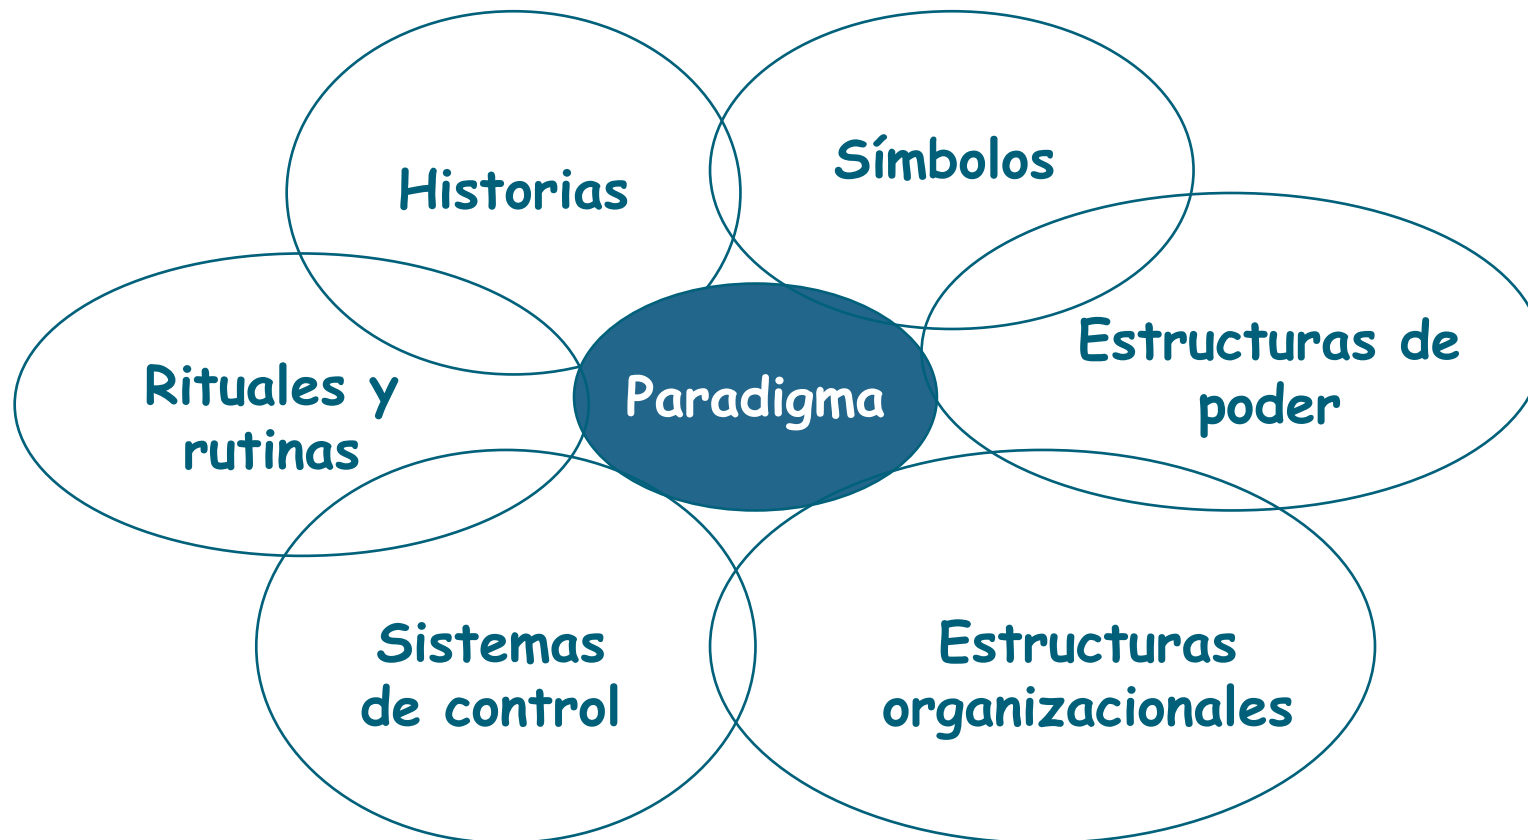 Historias
Símbolos
Rituales y
rutinas
Paradigma
Estructuras de
poder
Sistemas
de control
Estructuras
organizacionales